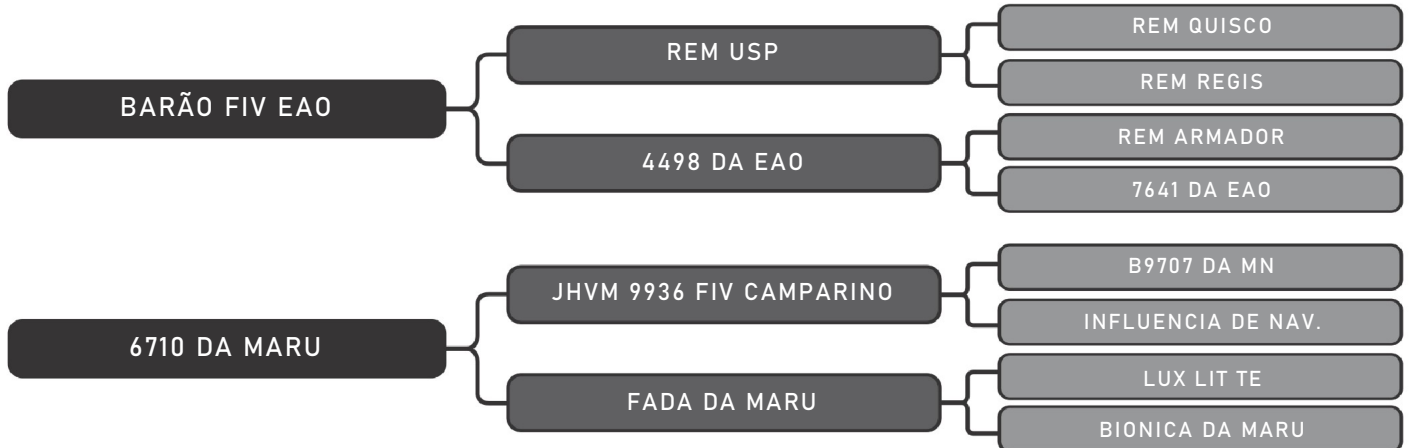 BARÃO FIV EAO
REM USP
4498 DA EAO
REM QUISCO
REM REGIS
REM ARMADOR
7641 DA EAO
6710 DA MARU
JHVM 9936 FIV CAMPARINO
FADA DA MARU
B9707 DA MN
INFLUENCIA DE NAV.
LUX LIT TE
BIONICA DA MARU